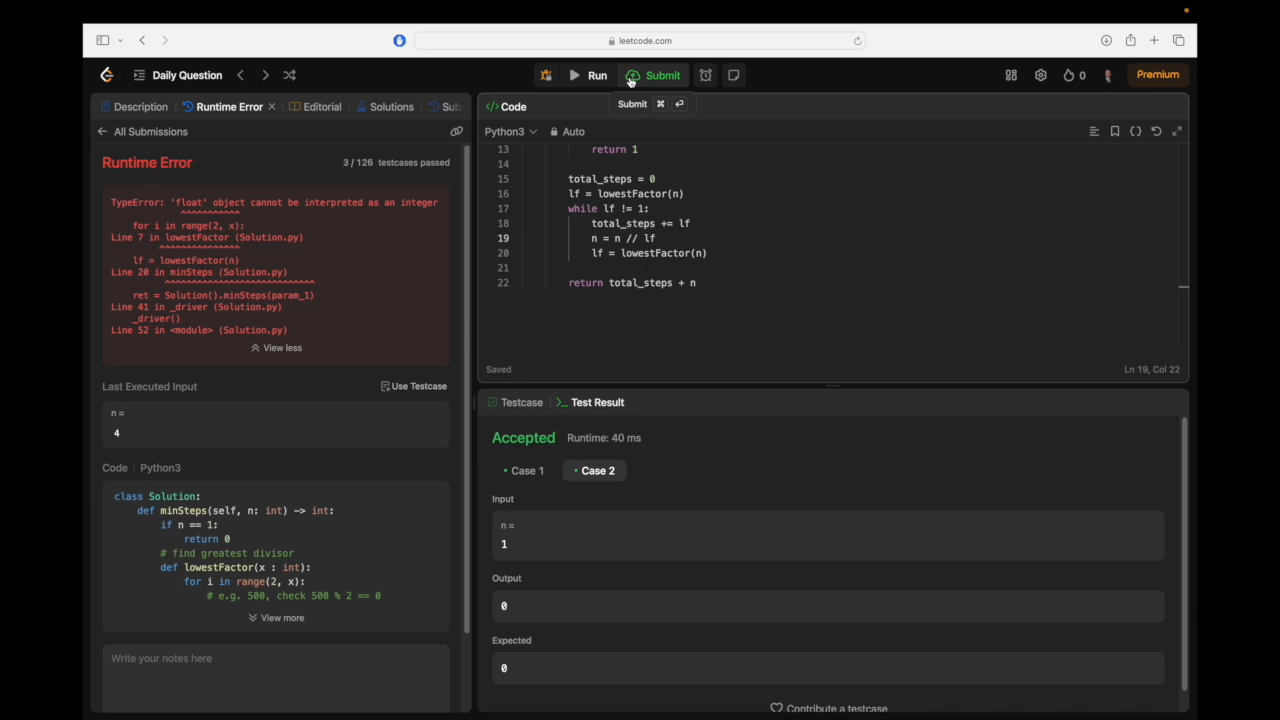 leetcode.com
Daily Question
Run
Submit
0
Premium
Submit ⌘ ⏎
Description
Runtime Error
Editorial
Solutions
Sub
All Submissions
Runtime Error
3 / 126 testcases passed
TypeError: 'float' object cannot be interpreted as an integer
^^^^^^^^^^^
for i in range(2, x):
Line 7 in lowestFactor (Solution.py)
^^^^^^^^^^^^^^^
lf = lowestFactor(n)
Line 20 in minSteps (Solution.py)
^^^^^^^^^^^^^^^^^^^^^^^^^^^^
ret = Solution().minSteps(param_1)
Line 41 in _driver (Solution.py)
_driver()
Line 52 in <module> (Solution.py)
View less
Last Executed Input
Use Testcase
n =
4
Code | Python3
class Solution:
def minSteps(self, n: int) -> int:
if n == 1:
return 0
# find greatest divisor
def lowestFactor(x : int):
for i in range(2, x):
# e.g. 500, check 500 % 2 == 0
View more
Write your notes here
</> Code
Python3
Auto
13 return 1
14
15 total_steps = 0
16 lf = lowestFactor(n)
17 while lf != 1:
18 total_steps += lf
19 n = n // lf
20 lf = lowestFactor(n)
21
22 return total_steps + n
Saved
Ln 19, Col 22
Testcase
>_ Test Result
Accepted
Runtime: 40 ms
• Case 1
• Case 2
Input
n =
1
Output
0
Expected
0
Contribute a testcase